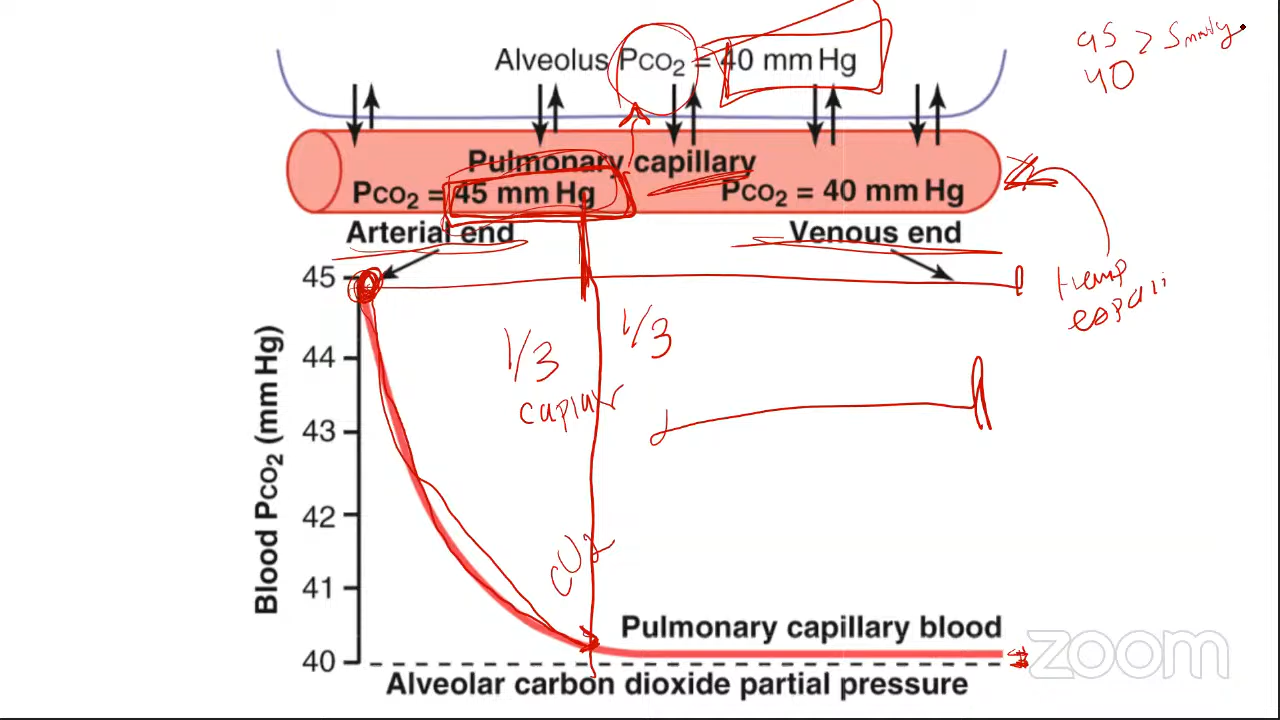 Alveolus PCO2 = 40 mm Hg
45
40
Pulmonary capillary
PCO2 = 45 mm Hg
PCO2 = 40 mm Hg
Arterial end
Venous end
45
1/3
1/3
44
43
42
41
40
Blood PCO2 (mm Hg)
CO2
Pulmonary capillary blood
zoom
Alveolar carbon dioxide partial pressure